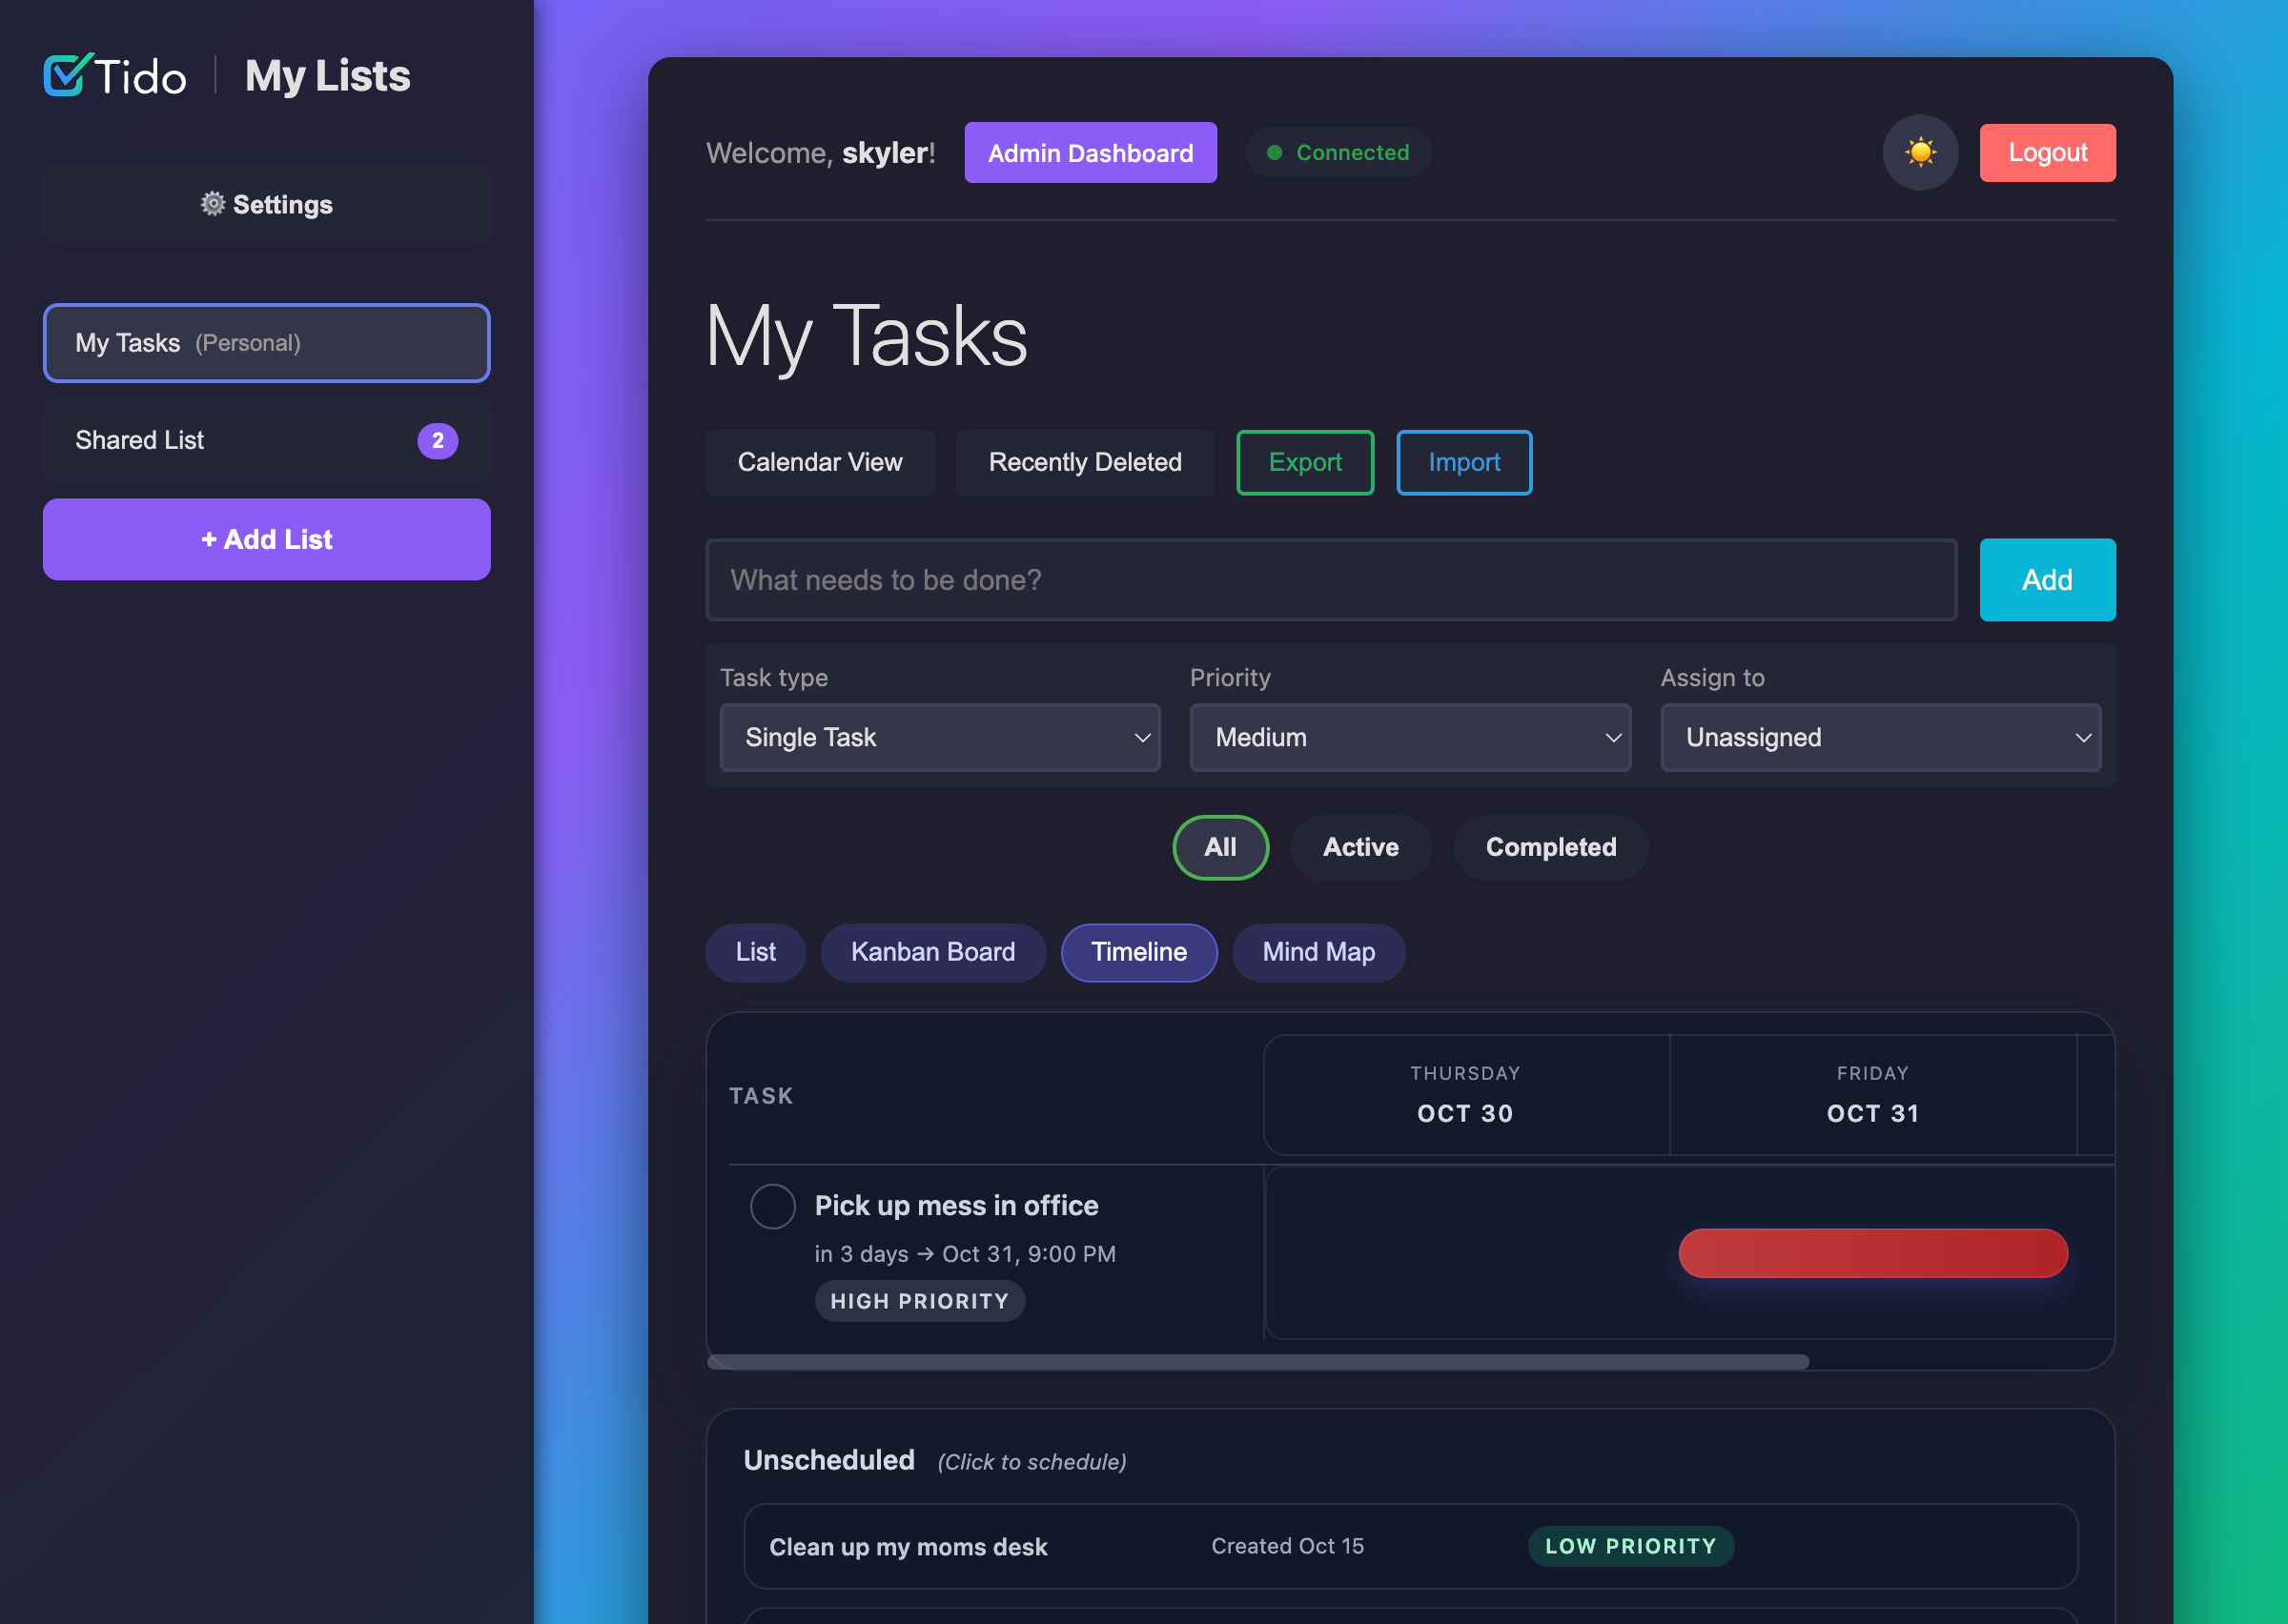 Tido
My Lists
⚙️ Settings
My Tasks (Personal)
Shared List 2
+ Add List
Welcome, skyler!
Admin Dashboard
Connected
Logout
My Tasks
Calendar View
Recently Deleted
Export
Import
What needs to be done?
Add
Task type
Priority
Assign to
Single Task
Medium
Unassigned
All
Active
Completed
List
Kanban Board
Timeline
Mind Map
TASK
THURSDAY
OCT 30
FRIDAY
OCT 31
Pick up mess in office
in 3 days → Oct 31, 9:00 PM
HIGH PRIORITY
Unscheduled (Click to schedule)
Clean up my moms desk
Created Oct 15
LOW PRIORITY